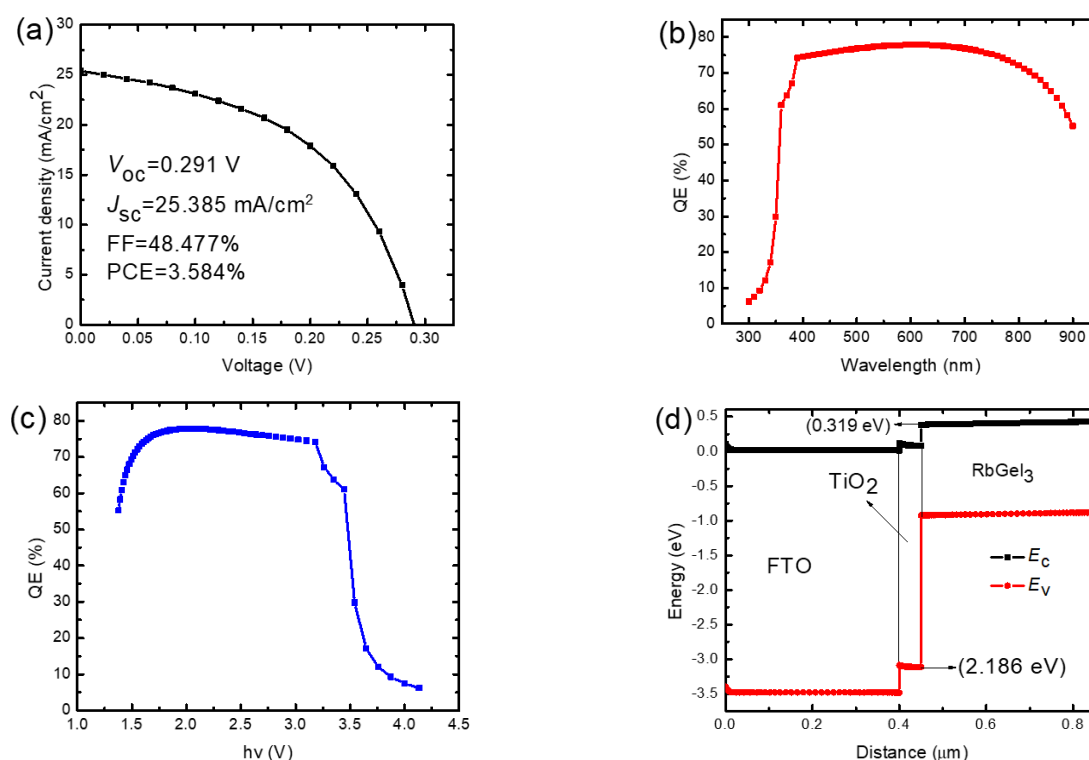 (a)
30
25
20
15
10
5
0
Current density (mA/cm²)
V_oc=0.291 V
J_sc=25.385 mA/cm²
FF=48.477%
PCE=3.584%
0.00 0.05 0.10 0.15 0.20 0.25 0.30
Voltage (V)
(b)
80
70
60
50
40
30
20
10
0
QE (%)
300 400 500 600 700 800 900
Wavelength (nm)
(c)
80
70
60
50
40
30
20
10
0
QE (%)
1.0 1.5 2.0 2.5 3.0 3.5 4.0 4.5
hν (V)
(d)
0.5
0.0
-0.5
-1.0
-1.5
-2.0
-2.5
-3.0
-3.5
Energy (eV)
(0.319 eV)
TiO₂
RbGeI₃
FTO
E_c
E_v
(2.186 eV)
0.0 0.2 0.4 0.6 0.8
Distance (μm)